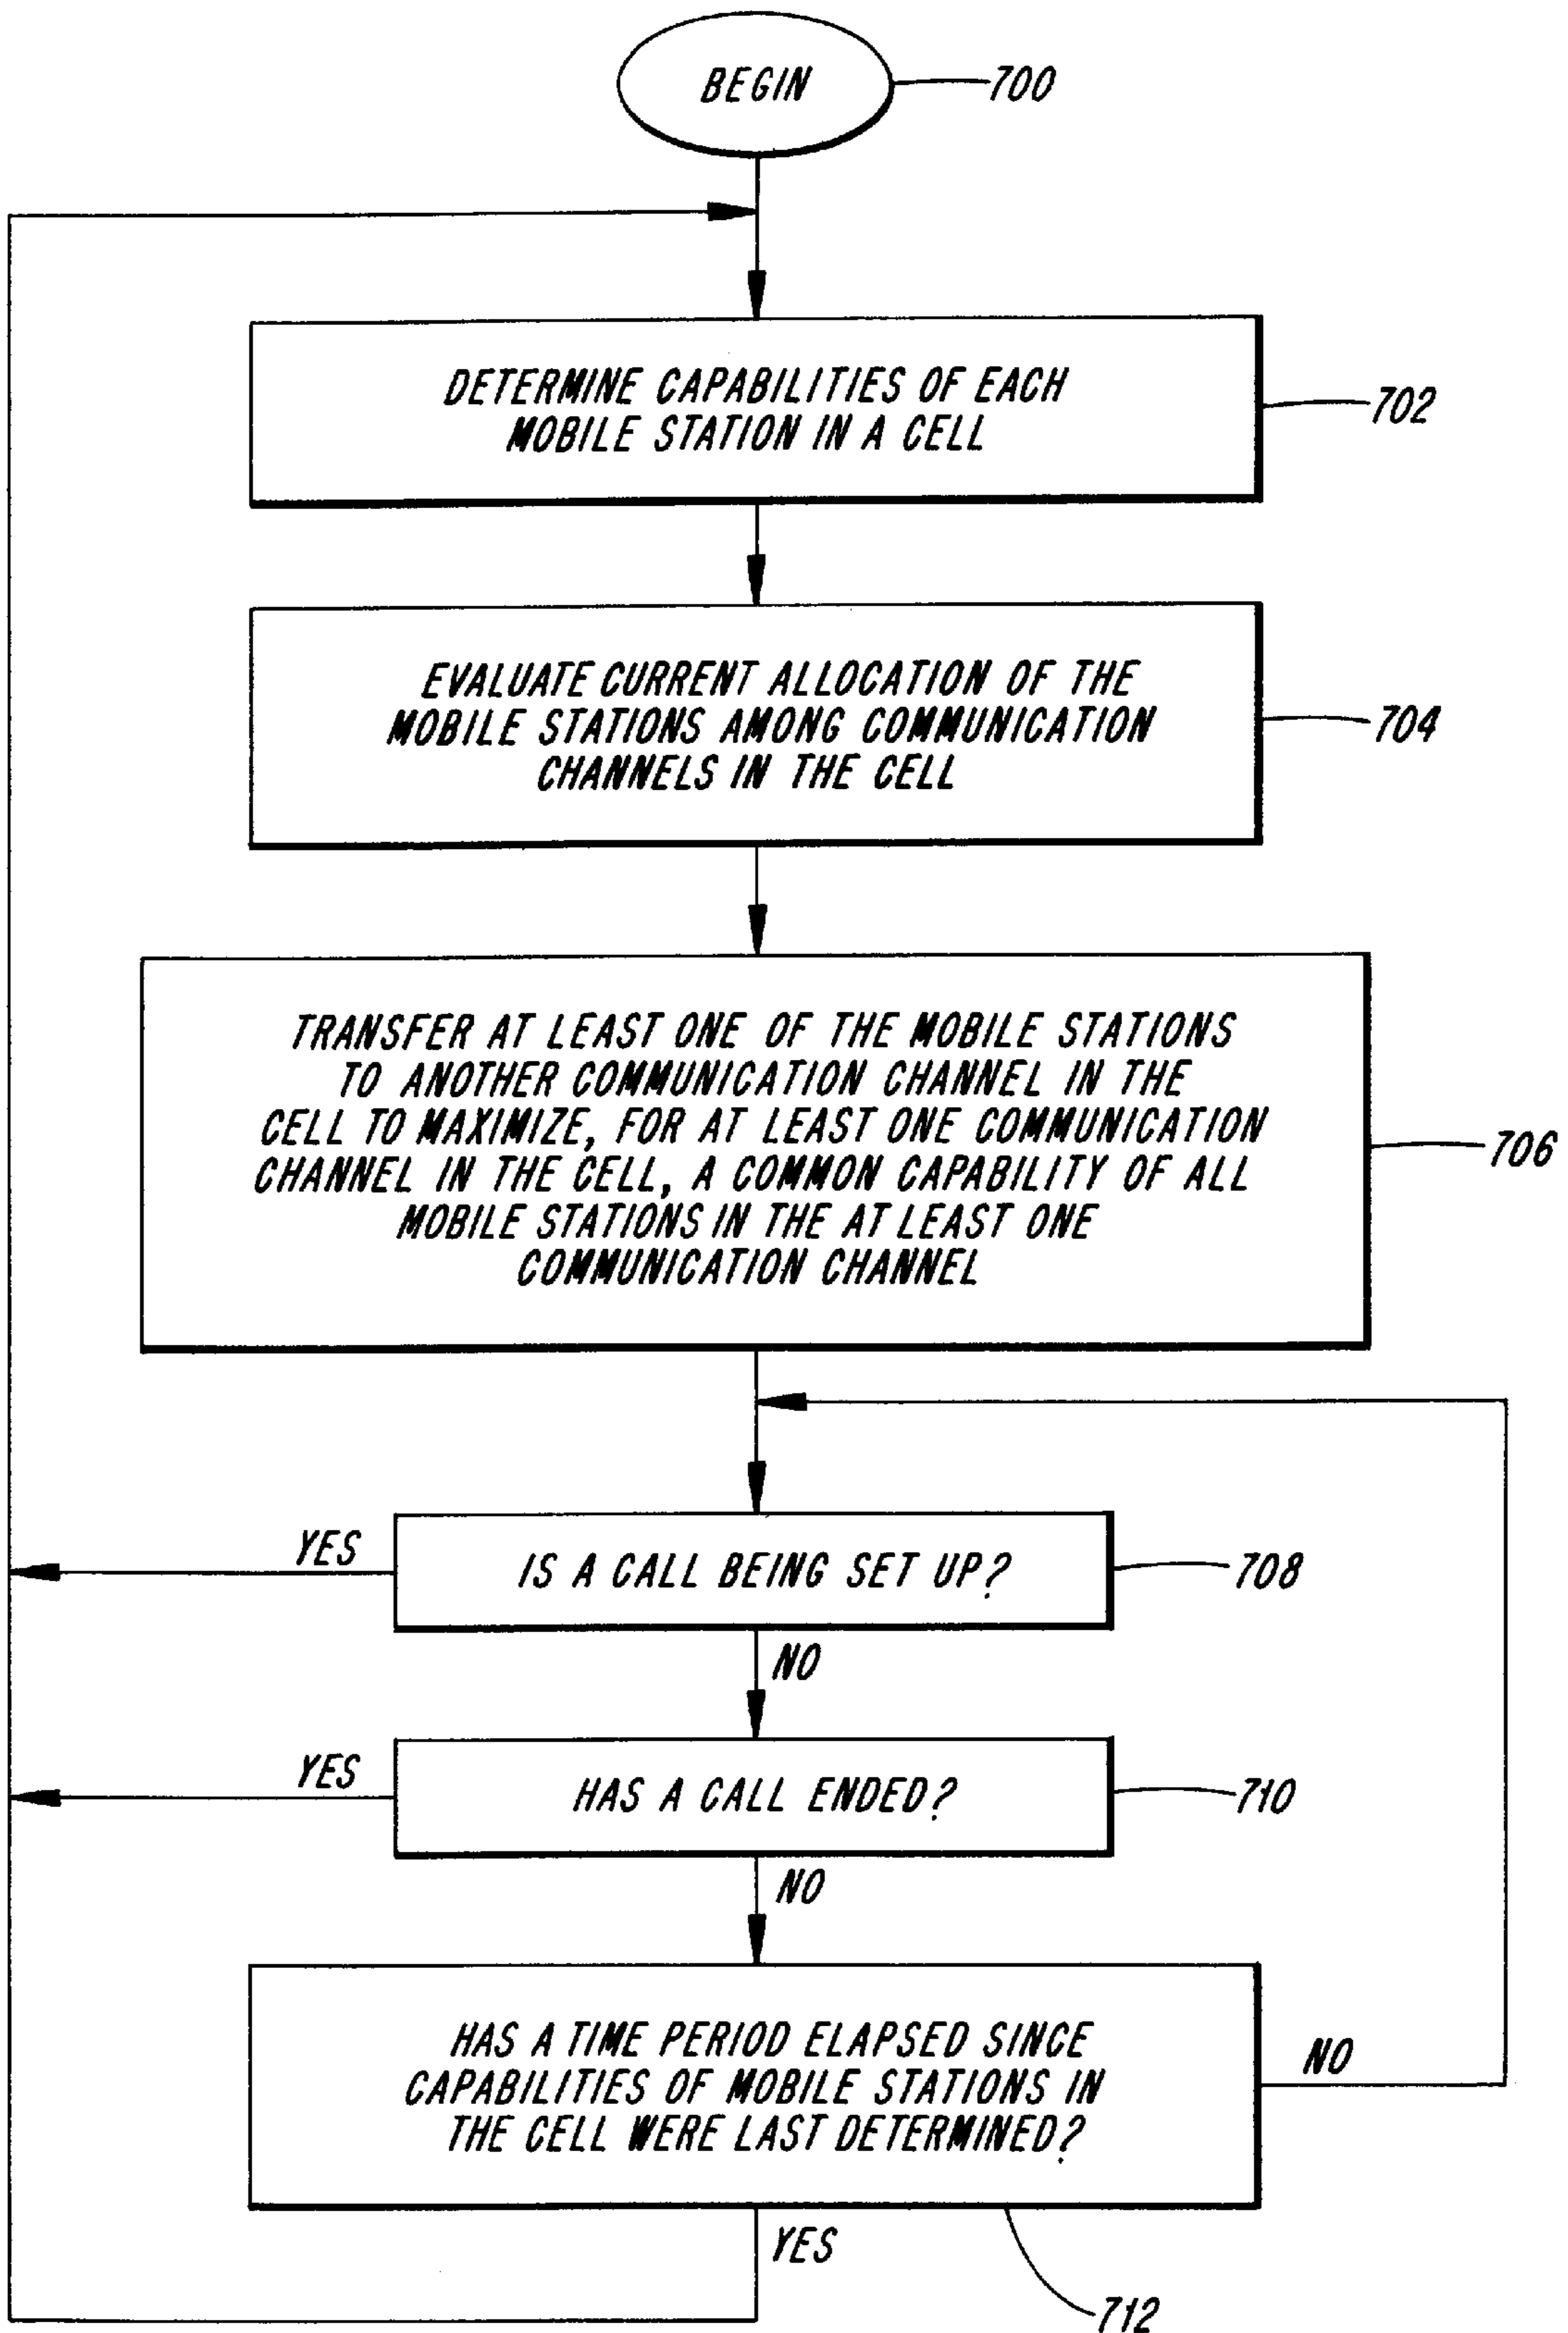 BEGIN
700
DETERMINE CAPABILITIES OF EACH
MOBILE STATION IN A CELL
702
EVALUATE CURRENT ALLOCATION OF THE
MOBILE STATIONS AMONG COMMUNICATION
CHANNELS IN THE CELL
704
TRANSFER AT LEAST ONE OF THE MOBILE STATIONS
TO ANOTHER COMMUNICATION CHANNEL IN THE
CELL TO MAXIMIZE, FOR AT LEAST ONE COMMUNICATION
CHANNEL IN THE CELL, A COMMON CAPABILITY OF ALL
MOBILE STATIONS IN THE AT LEAST ONE
COMMUNICATION CHANNEL
706
YES
IS A CALL BEING SET UP?
708
NO
YES
HAS A CALL ENDED?
710
NO
HAS A TIME PERIOD ELAPSED SINCE
CAPABILITIES OF MOBILE STATIONS IN
THE CELL WERE LAST DETERMINED?
NO
YES
712